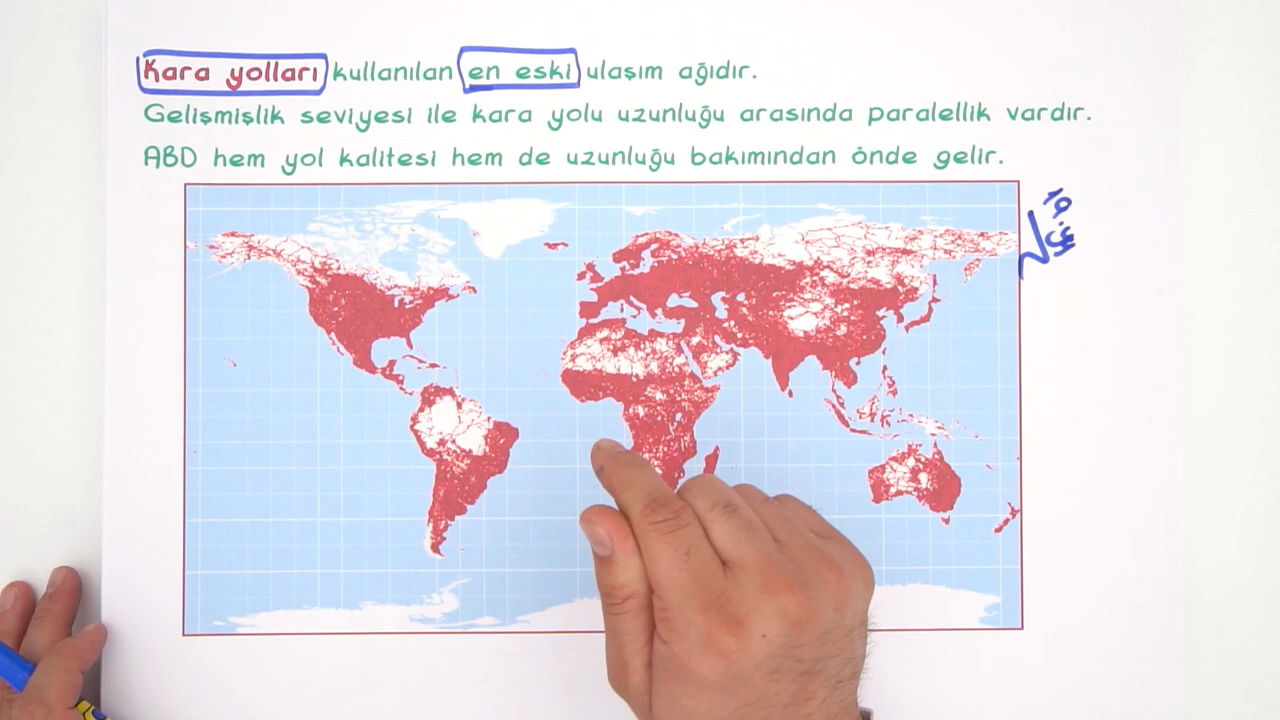 Kara yolları kullanılan en eski ulaşım ağıdır.
Gelişmişlik seviyesi ile kara yolu uzunluğu arasında paralellik vardır.
ABD hem yol kalitesi hem de uzunluğu bakımından önde gelir.